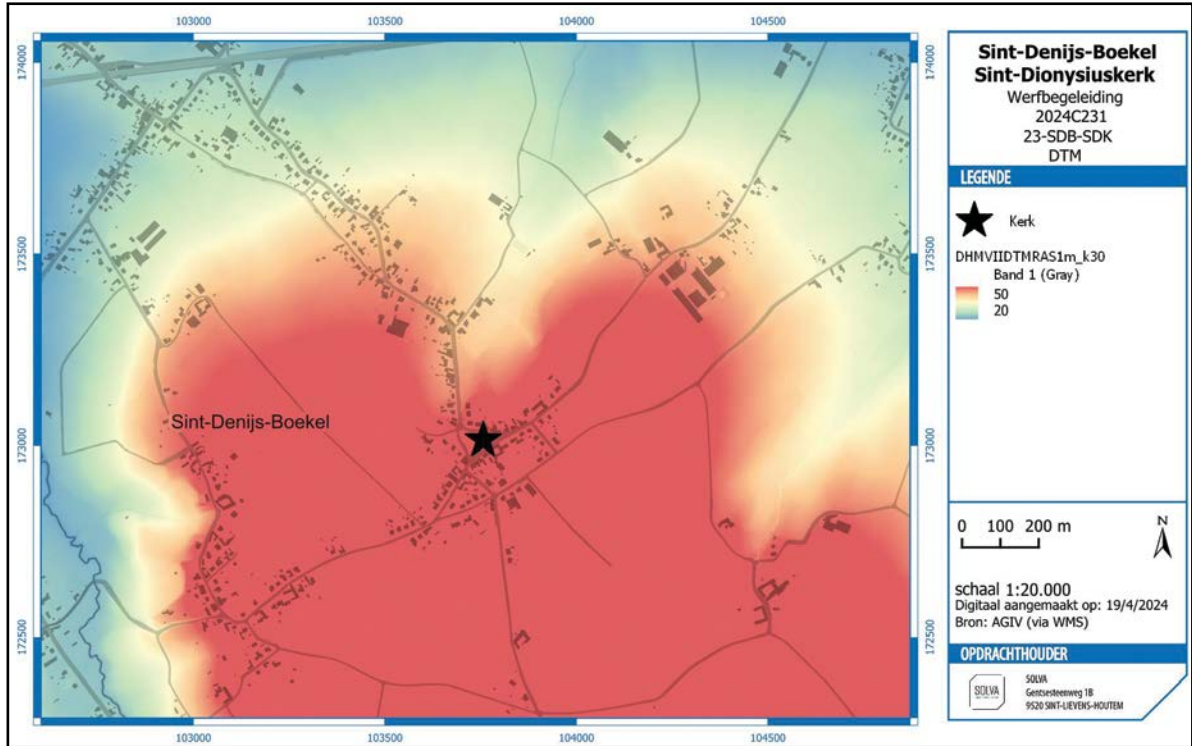 103000
103500
104000
104500
174000
174000
173500
173500
173000
173000
172500
172500
Sint-Denijs-Boekel
103000
103500
104000
104500
Sint-Denijs-Boekel
Sint-Dionysiuskerk
Werfbegeleiding
2024C231
23-SDB-SDK
DTM
LEGENDE
Kerk
DHMVIIDTMRAS1m_k30
Band 1 (Gray)
50
20
0 100 200 m
N
schaal 1:20.000
Digitaal aangemaakt op: 19/4/2024
Bron: AGIV (via WMS)
OPDRACHTHOUDER
SOLVA
SOLVA
Gentsesteenweg 1B
9520 SINT-LIEVENS-HOUTEM